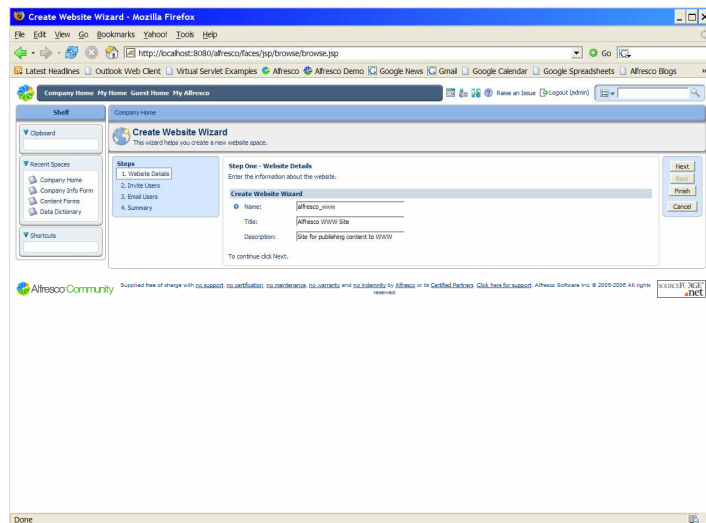 Create Website Wizard - Mozilla Firefox
File Edit View Go Bookmarks Yahoo! Tools Help
http://localhost:8080/alfresco/faces/jsp/browse/browse.jsp Go
Latest Headlines Outlook Web Client Virtual Servlet Examples Alfresco Alfresco Demo Google News Gmail Google Calendar Google Spreadsheets Alfresco Blogs »
Company Home My Home Guest Home My Alfresco Raise an Issue Logout (admin)
Shelf
Clipboard
Recent Spaces
Company Home
Company Info Form
Content Forms
Data Dictionary
Shortcuts
Company Home
Create Website Wizard
This wizard helps you create a new website space.
Steps
1. Website Details
2. Invite Users
3. Email Users
4. Summary
Step One - Website Details
Enter the information about the website.
Create Website Wizard
Name: alfresco_www
Title: Alfresco WWW Site
Description: Site for publishing content to WWW
To continue click Next.
Next
Back
Finish
Cancel
Alfresco Community
Supplied free of charge with no support, no certification, no maintenance, no warranty and no indemnity by Alfresco or its Certified Partners. Click here for support. Alfresco Software Inc. © 2005-2006 All rights
reserved.
SOURCEFORGE
.net
Done